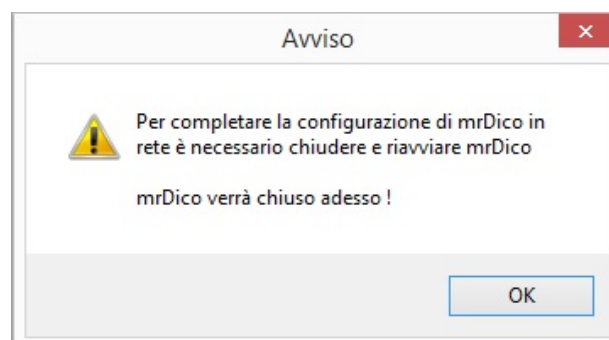 Avviso
Per completare la configurazione di mrDico in
rete è necessario chiudere e riavviare mrDico
mrDico verrà chiuso adesso !
OK